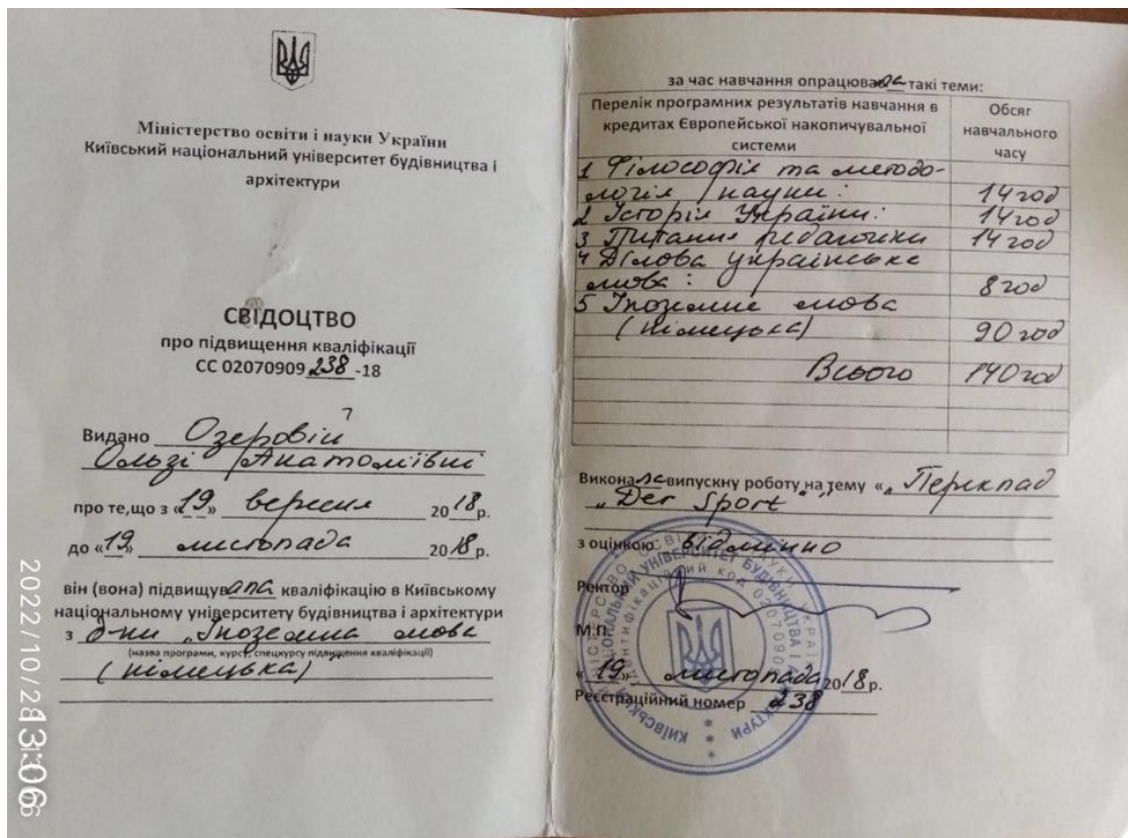 Міністерство освіти і науки України
Київський національний університет будівництва і
архітектури
СВІДОЦТВО
про підвищення кваліфікації
СС 02070909 238 -18
Видано Озеровій
Ользі Анатоліївні
про те,що з «19» вересня 2018р.
до «19» листопада 2018р.
він (вона) підвищувала кваліфікацію в Київському
національному університету будівництва і архітектури
з д-ни „Іноземна мова
(назва програми, курсу, спецкурсу підвищення кваліфікації)
(німецька)
за час навчання опрацювала такі теми:
Перелік програмних результатів навчання в
кредитах Європейської накопичувальної
системи
Обсяг
навчального
часу
1 Філософія та методо-
логія науки: 14 год
2 Історія України: 14 год
3 Питання педагогіки 14 год
4 Ділова українська
мова: 8 год
5 Іноземна мова
(німецька) 90 год
Всього 140 год
Виконала випускну роботу на тему «„Переклад
„Der Sport"
з оцінкою відмінно
Ректор
М.П.
«19» листопада 2018р.
Реєстраційний номер 238
2022/10/28
13:06